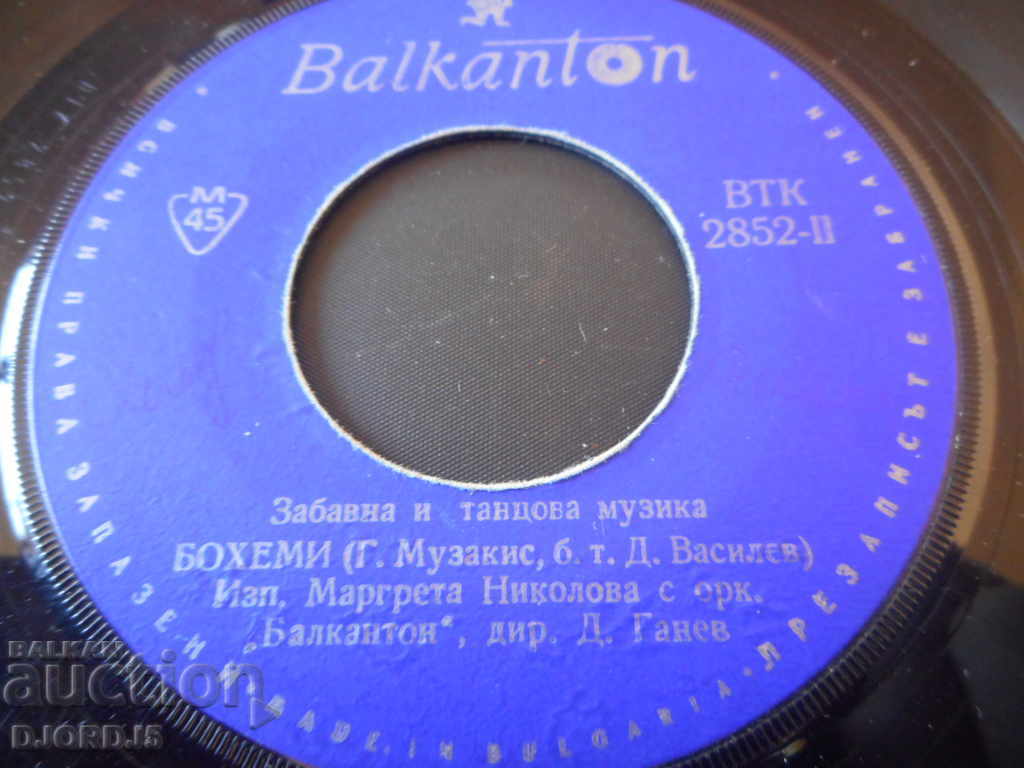 Balkanton
М
45
ВТК
2852-II
Забавна и танцова музика
БОХЕМИ (Г. Музакис, б. т. Д. Василев)
Изп. Маргрета Николова с орк.
„Балкантон“, дир. Д. Ганев
• ВСИЧКИ ПРАВА ЗАПАЗЕНИ • MADE IN BULGARIA • ПРЕЗАПИСЪТ Е ЗАБРАНЕН •
BALKAN
auction
DJORDJ5